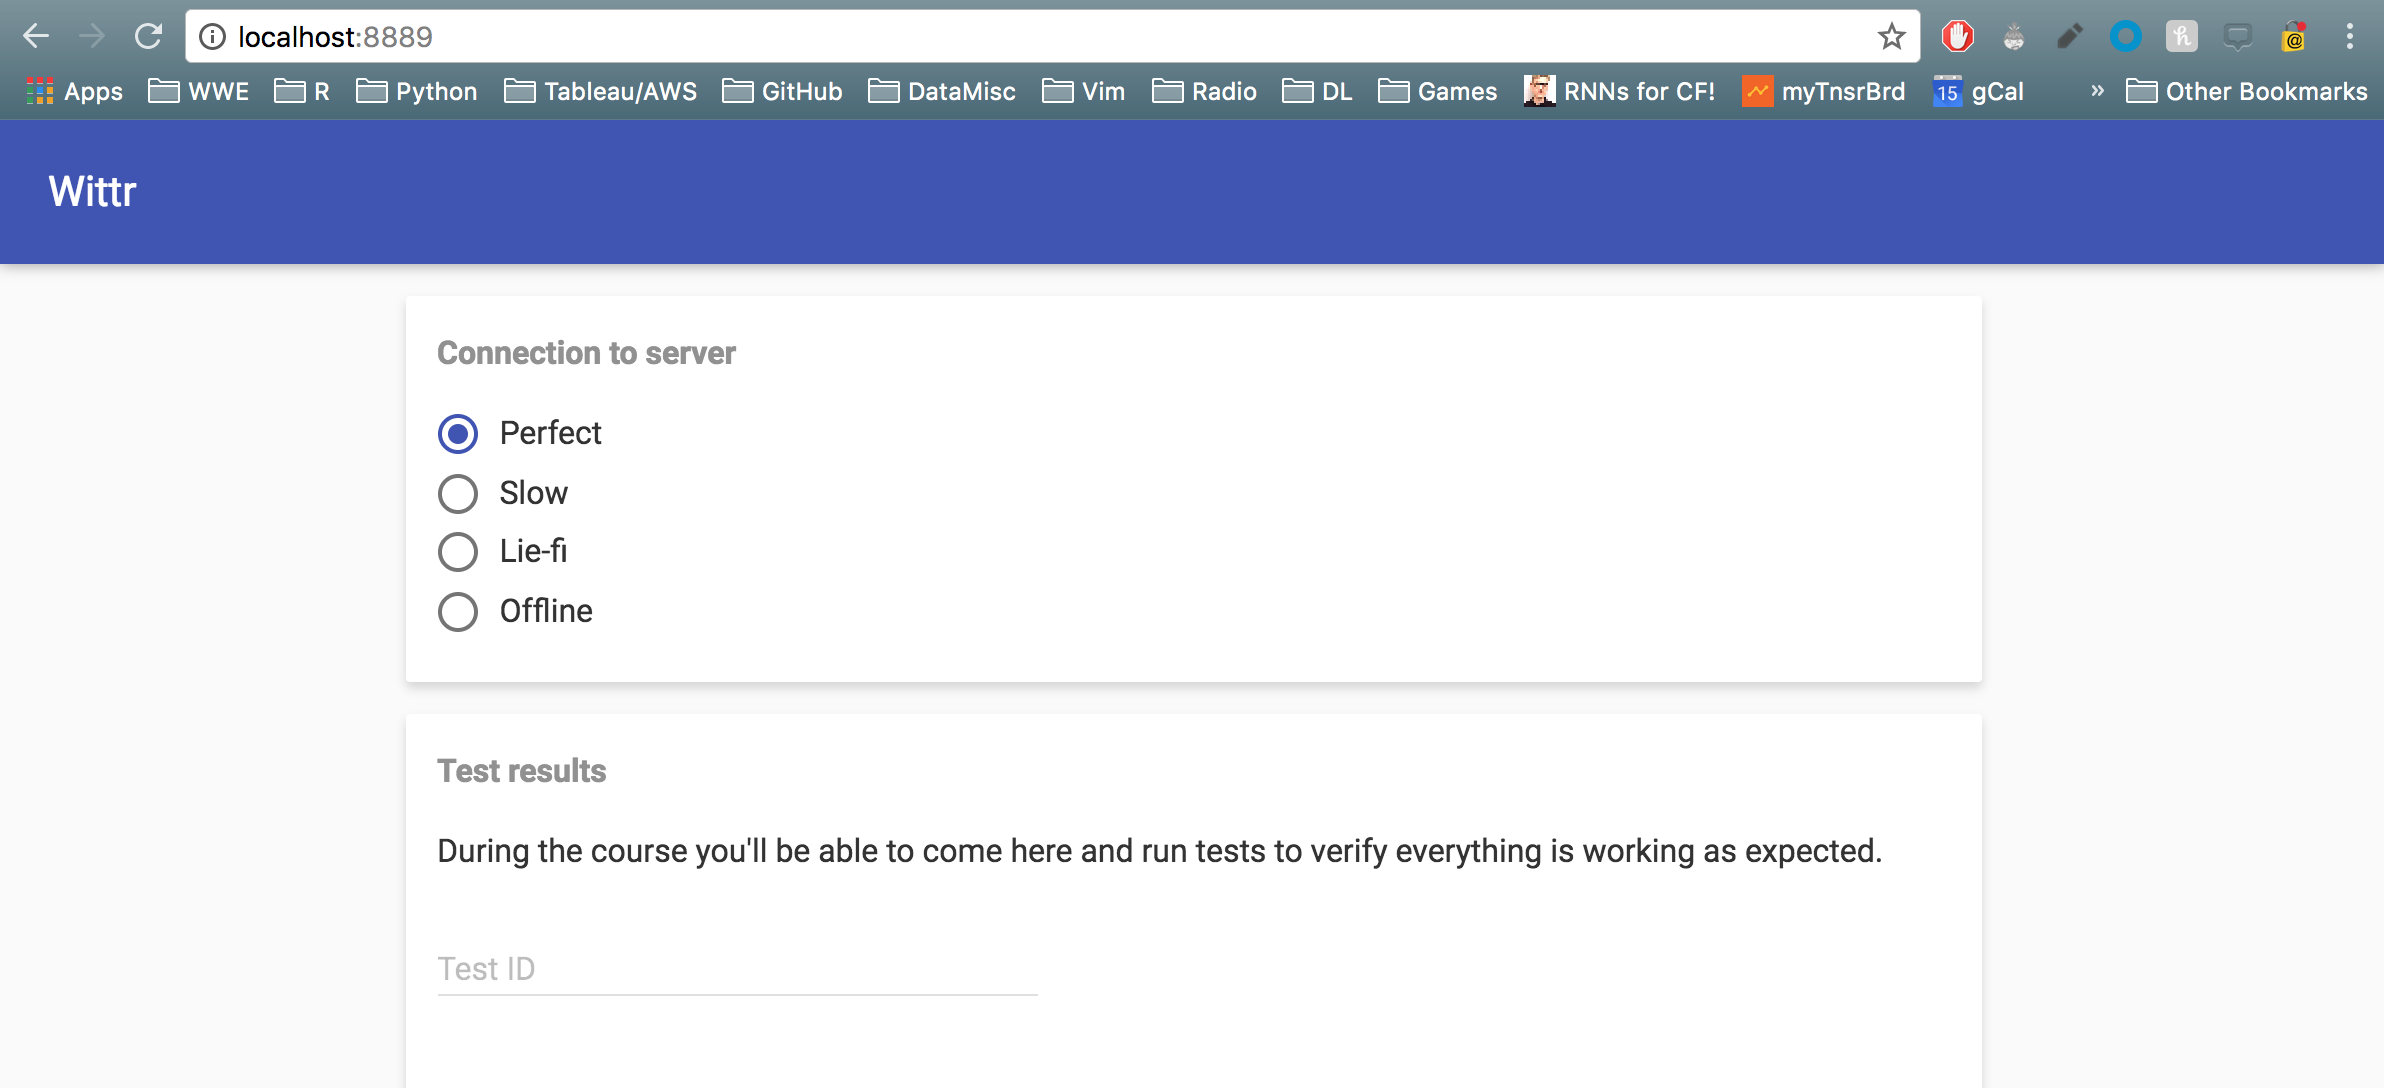 localhost:8889
Apps WWE R Python Tableau/AWS GitHub DataMisc Vim Radio DL Games RNNs for CF! myTnsrBrd 15 gCal » Other Bookmarks
Wittr
Connection to server
Perfect
Slow
Lie-fi
Offline
Test results
During the course you'll be able to come here and run tests to verify everything is working as expected.
Test ID